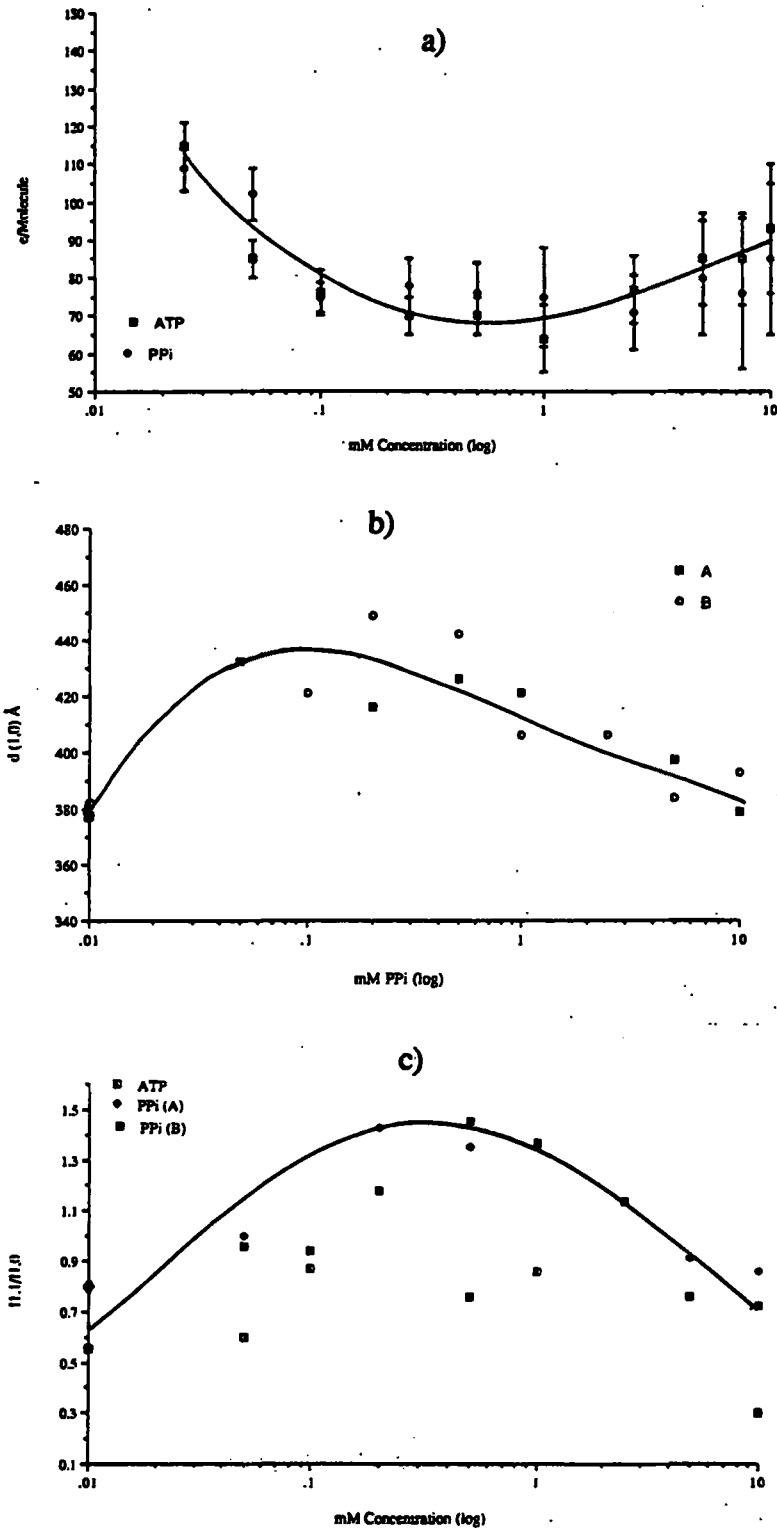 a)
150
140
130
120
110
100
90
80
70
60
50
e/Molecule
ATP
PPi
.01 .1 1 10
mM Concentration (log)
b)
480
460
440
420
400
380
360
340
d (1,0) Å
A
B
.01 .1 1 10
mM PPi (log)
c)
ATP
PPi (A)
PPi (B)
1.5
1.3
1.1
0.9
0.7
0.5
0.3
0.1
I1,1/I1,0
.01 .1 1 10
mM Concentration (log)